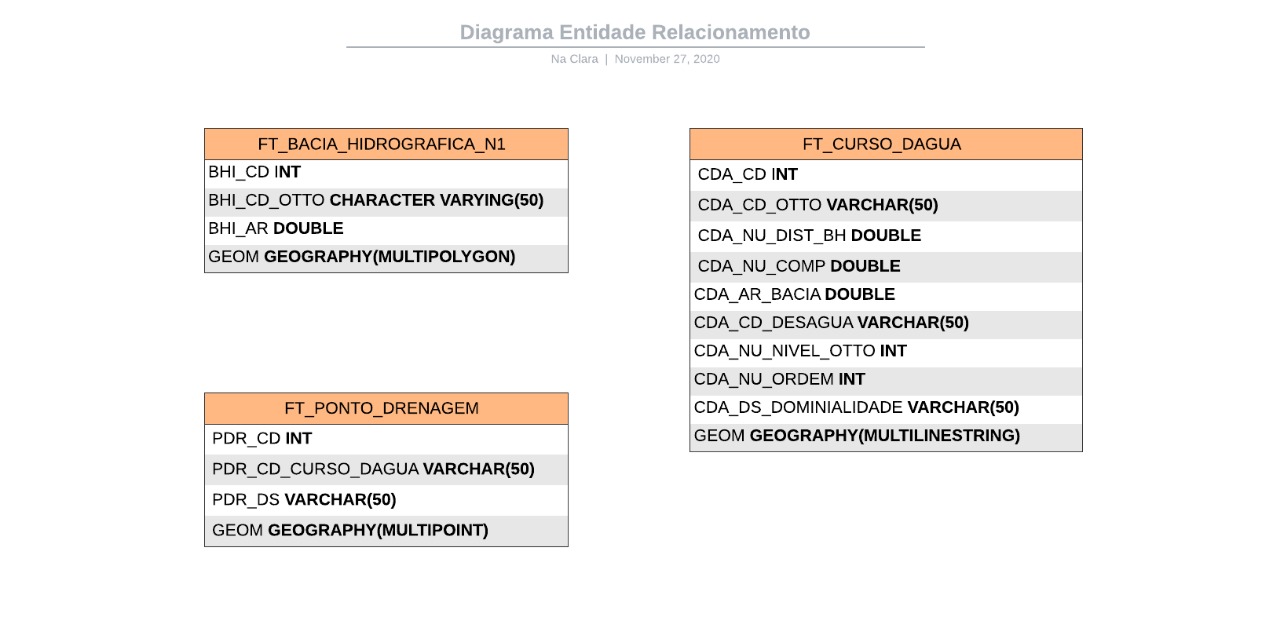 Diagrama Entidade Relacionamento
Na Clara | November 27, 2020
FT_BACIA_HIDROGRAFICA_N1
BHI_CD INT
BHI_CD_OTTO CHARACTER VARYING(50)
BHI_AR DOUBLE
GEOM GEOGRAPHY(MULTIPOLYGON)
FT_PONTO_DRENAGEM
PDR_CD INT
PDR_CD_CURSO_DAGUA VARCHAR(50)
PDR_DS VARCHAR(50)
GEOM GEOGRAPHY(MULTIPOINT)
FT_CURSO_DAGUA
CDA_CD INT
CDA_CD_OTTO VARCHAR(50)
CDA_NU_DIST_BH DOUBLE
CDA_NU_COMP DOUBLE
CDA_AR_BACIA DOUBLE
CDA_CD_DESAGUA VARCHAR(50)
CDA_NU_NIVEL_OTTO INT
CDA_NU_ORDEM INT
CDA_DS_DOMINIALIDADE VARCHAR(50)
GEOM GEOGRAPHY(MULTILINESTRING)